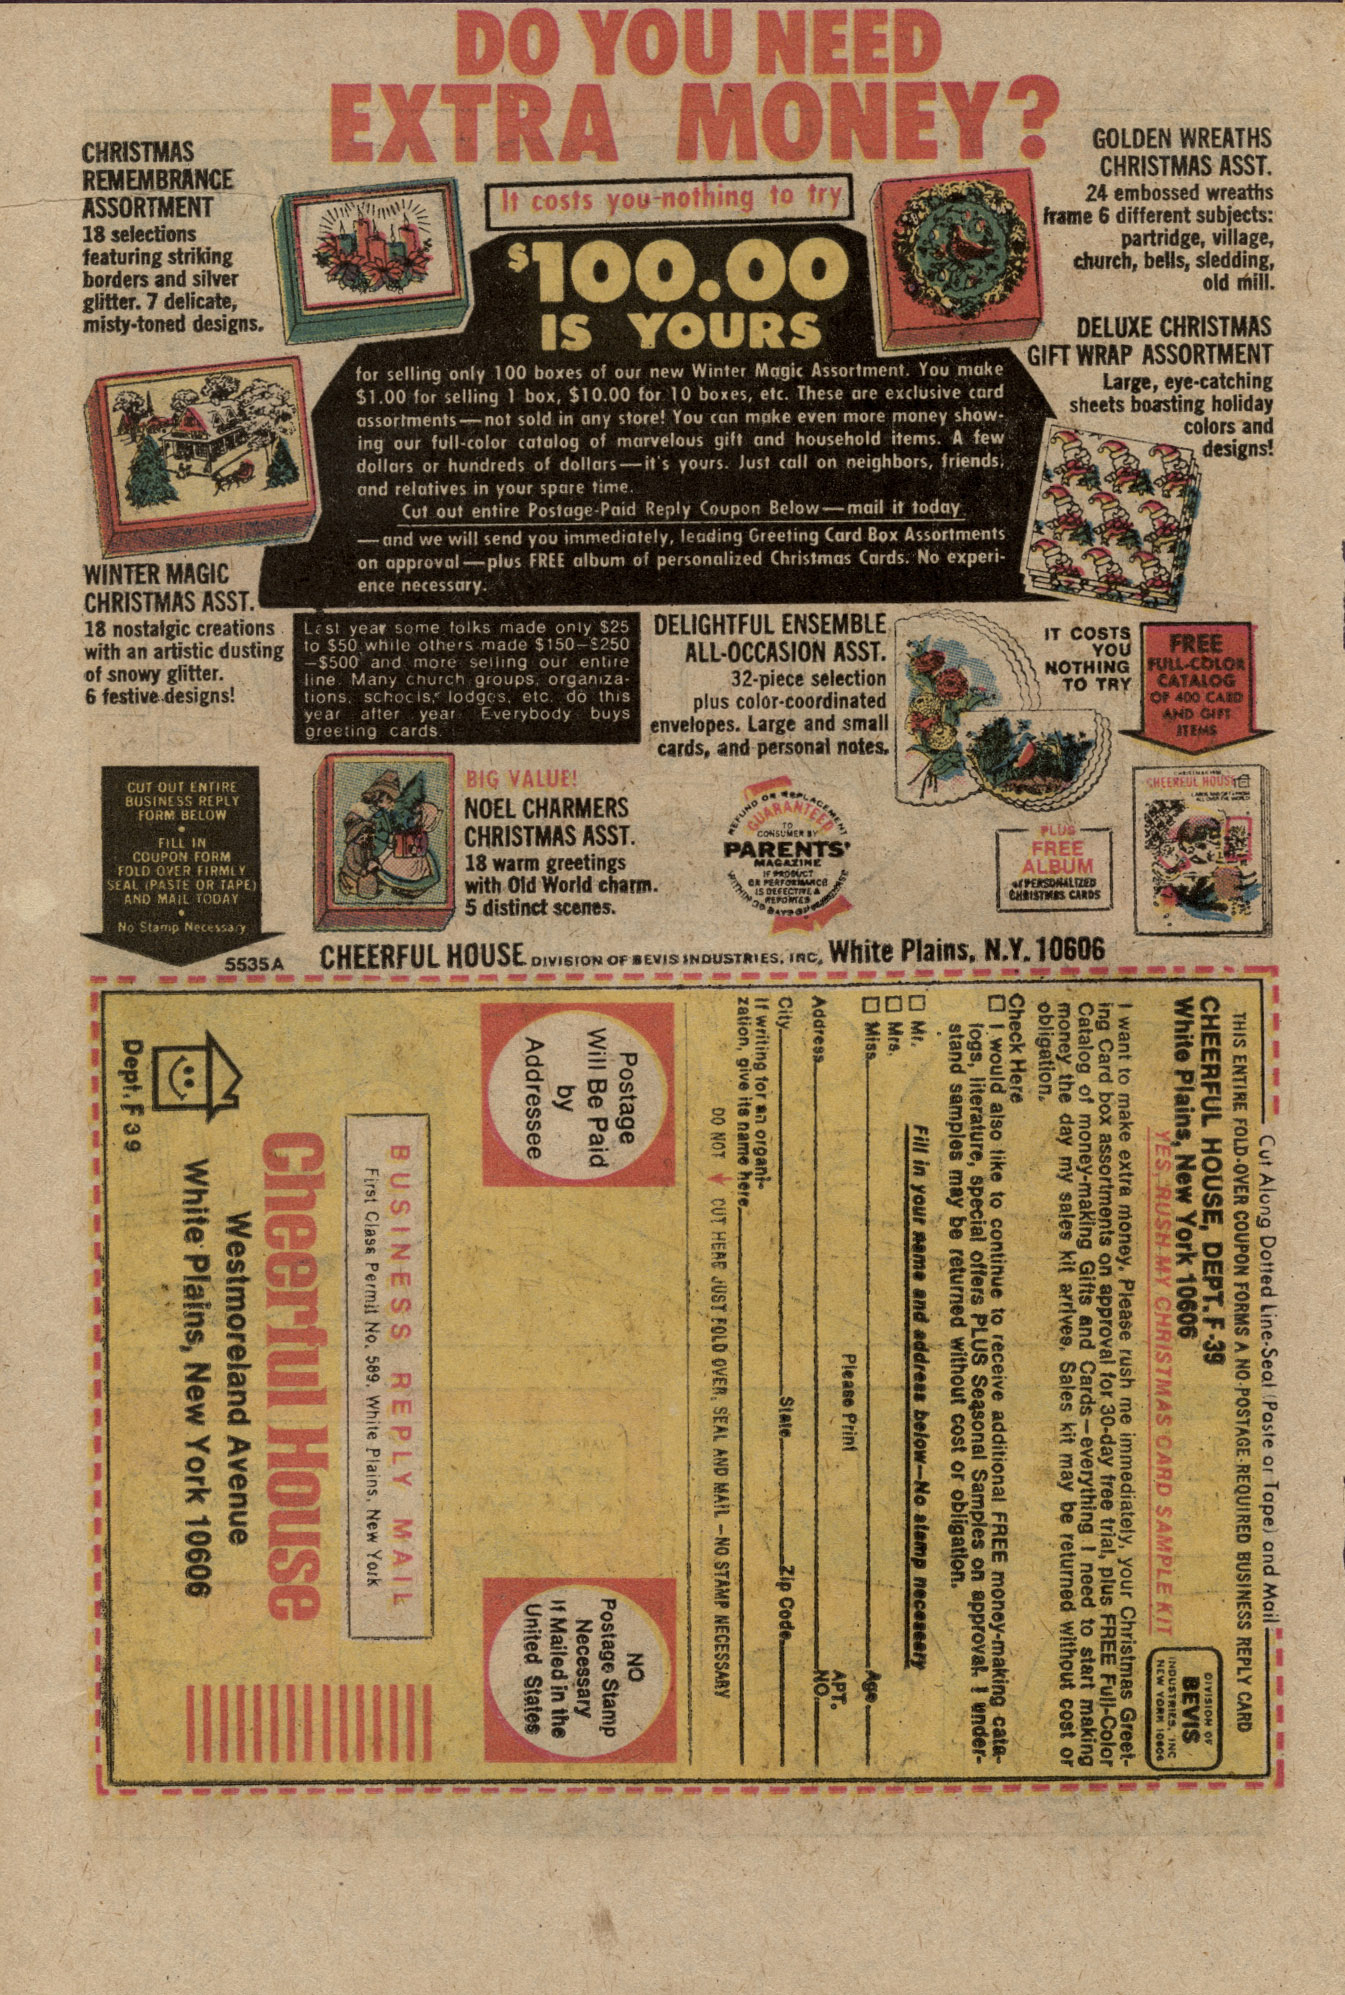 DO YOU NEED
EXTRA MONEY?
It costs you nothing to try
CHRISTMAS
REMEMBRANCE
ASSORTMENT
18 selections
featuring striking
borders and silver
glitter. 7 delicate,
misty-toned designs.
GOLDEN WREATHS
CHRISTMAS ASST.
24 embossed wreaths
frame 6 different subjects:
partridge, village,
church, bells, sledding,
old mill.
$100.00
IS YOURS
for selling only 100 boxes of our new Winter Magic Assortment. You make
$1.00 for selling 1 box, $10.00 for 10 boxes, etc. These are exclusive card
assortments—not sold in any store! You can make even more money show-
ing our full-color catalog of marvelous gift and household items. A few
dollars or hundreds of dollars—it's yours. Just call on neighbors, friends,
and relatives in your spare time.
Cut out entire Postage-Paid Reply Coupon Below—mail it today
—and we will send you immediately, leading Greeting Card Box Assortments
on approval—plus FREE album of personalized Christmas Cards. No experi-
ence necessary.
DELUXE CHRISTMAS
GIFT WRAP ASSORTMENT
Large, eye-catching
sheets boasting holiday
colors and
designs!
WINTER MAGIC
CHRISTMAS ASST.
18 nostalgic creations
with an artistic dusting
of snowy glitter.
6 festive designs!
Last year some folks made only $25
to $50 while others made $150–$250
–$500 and more selling our entire
line. Many church groups, organiza-
tions, schools, lodges, etc. do this
year after year. Everybody buys
greeting cards.
DELIGHTFUL ENSEMBLE
ALL-OCCASION ASST.
32-piece selection
plus color-coordinated
envelopes. Large and small
cards, and personal notes.
IT COSTS
YOU
NOTHING
TO TRY
FREE
FULL-COLOR
CATALOG
OF 400 CARD
AND GIFT
ITEMS
CUT OUT ENTIRE
BUSINESS REPLY
FORM BELOW
•
FILL IN
COUPON FORM
FOLD OVER FIRMLY
SEAL (PASTE OR TAPE)
AND MAIL TODAY
•
No Stamp Necessary
BIG VALUE!
NOEL CHARMERS
CHRISTMAS ASST.
18 warm greetings
with Old World charm.
5 distinct scenes.
REFUND OR REPLACEMENT
GUARANTEED
TO
CONSUMER BY
PARENTS'
MAGAZINE
IF PRODUCT
OR PERFORMANCE
IS DEFECTIVE &
REPORTED
WITHIN 30 DAYS OF PURCHASE
PLUS
FREE
ALBUM
of PERSONALIZED
CHRISTMAS CARDS
CHEERFUL HOUSE
5535A
CHEERFUL HOUSE DIVISION OF BEVIS INDUSTRIES, INC. White Plains, N.Y. 10606
Cut Along Dotted Line-Seal (Paste or Tape) and Mail
THIS ENTIRE FOLD-OVER COUPON FORMS A NO-POSTAGE-REQUIRED BUSINESS REPLY CARD
CHEERFUL HOUSE, DEPT. F-39
White Plains, New York 10606
DIVISION OF
BEVIS
INDUSTRIES, INC
NEW YORK 10606
YES, RUSH MY CHRISTMAS CARD SAMPLE KIT
I want to make extra money. Please rush me immediately, your Christmas Greet-
ing Card box assortments on approval for 30-day free trial, plus FREE Full-Color
Catalog of money-making Gifts and Cards—everything I need to start making
money the day my sales kit arrives. Sales kit may be returned without cost or
obligation.
Check Here
☐ I would also like to continue to receive additional FREE money-making cata-
logs, literature, special offers PLUS Seasonal Samples on approval. I under-
stand samples may be returned without cost or obligation.
Fill in your name and address below—No stamp necessary
☐ Mr.
☐ Mrs.
☐ Miss Age
Please Print
Address APT. NO.
City State Zip Code
If writing for an organi-
zation, give its name here
DO NOT CUT HERE JUST FOLD OVER, SEAL AND MAIL —NO STAMP NECESSARY
Postage
Will Be Paid
by
Addressee
NO
Postage Stamp
Necessary
If Mailed in the
United States
BUSINESS REPLY MAIL
First Class Permit No. 589, White Plains, New York
Cheerful House
Westmoreland Avenue
White Plains, New York 10606
Dept. F39